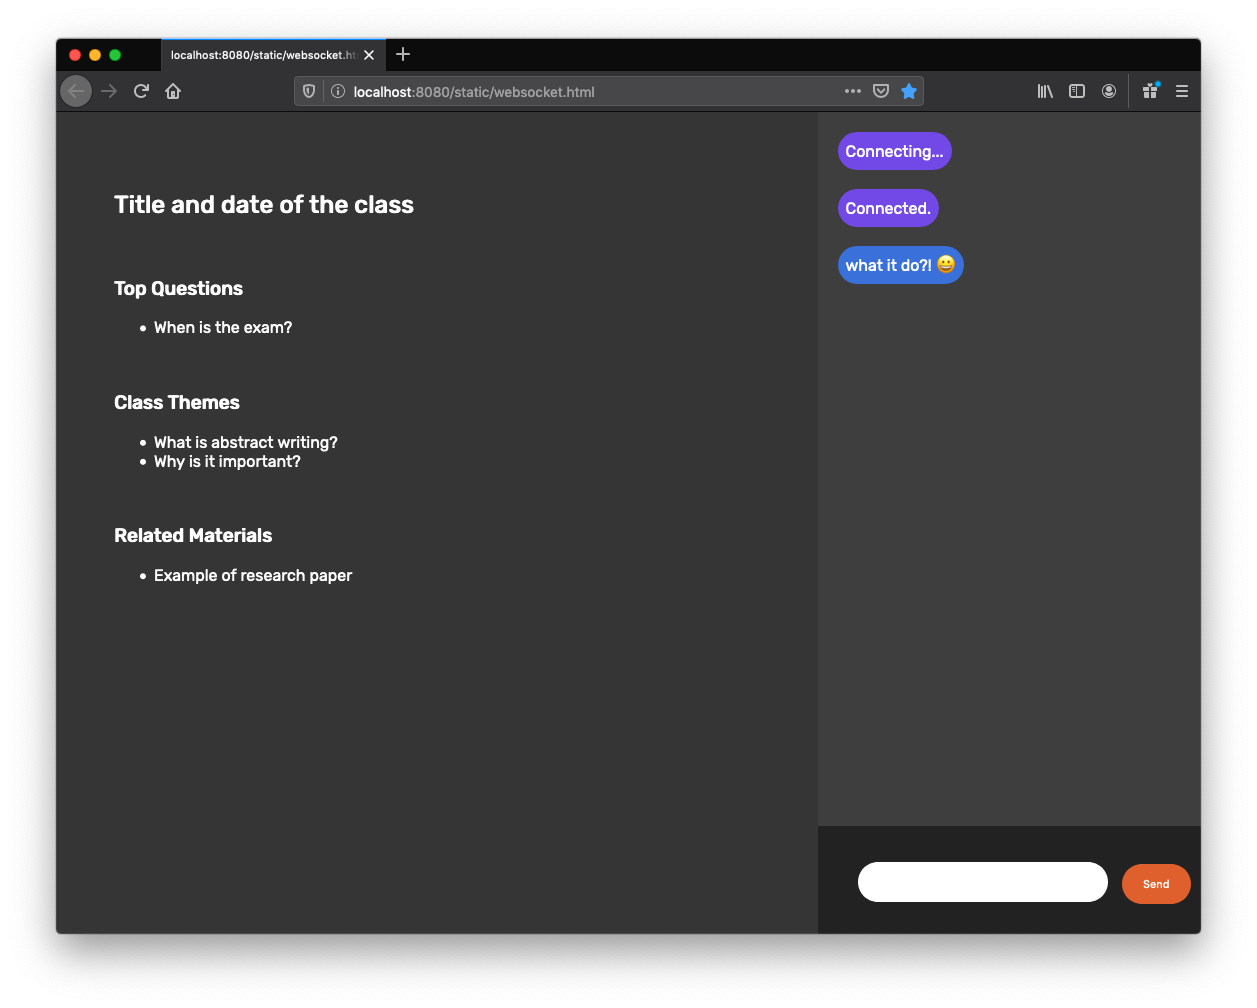 localhost:8080/static/websocket.ht
localhost:8080/static/websocket.html
Title and date of the class
Top Questions
• When is the exam?
Class Themes
• What is abstract writing?
• Why is it important?
Related Materials
• Example of research paper
Connecting...
Connected.
what it do?! 😀
Send